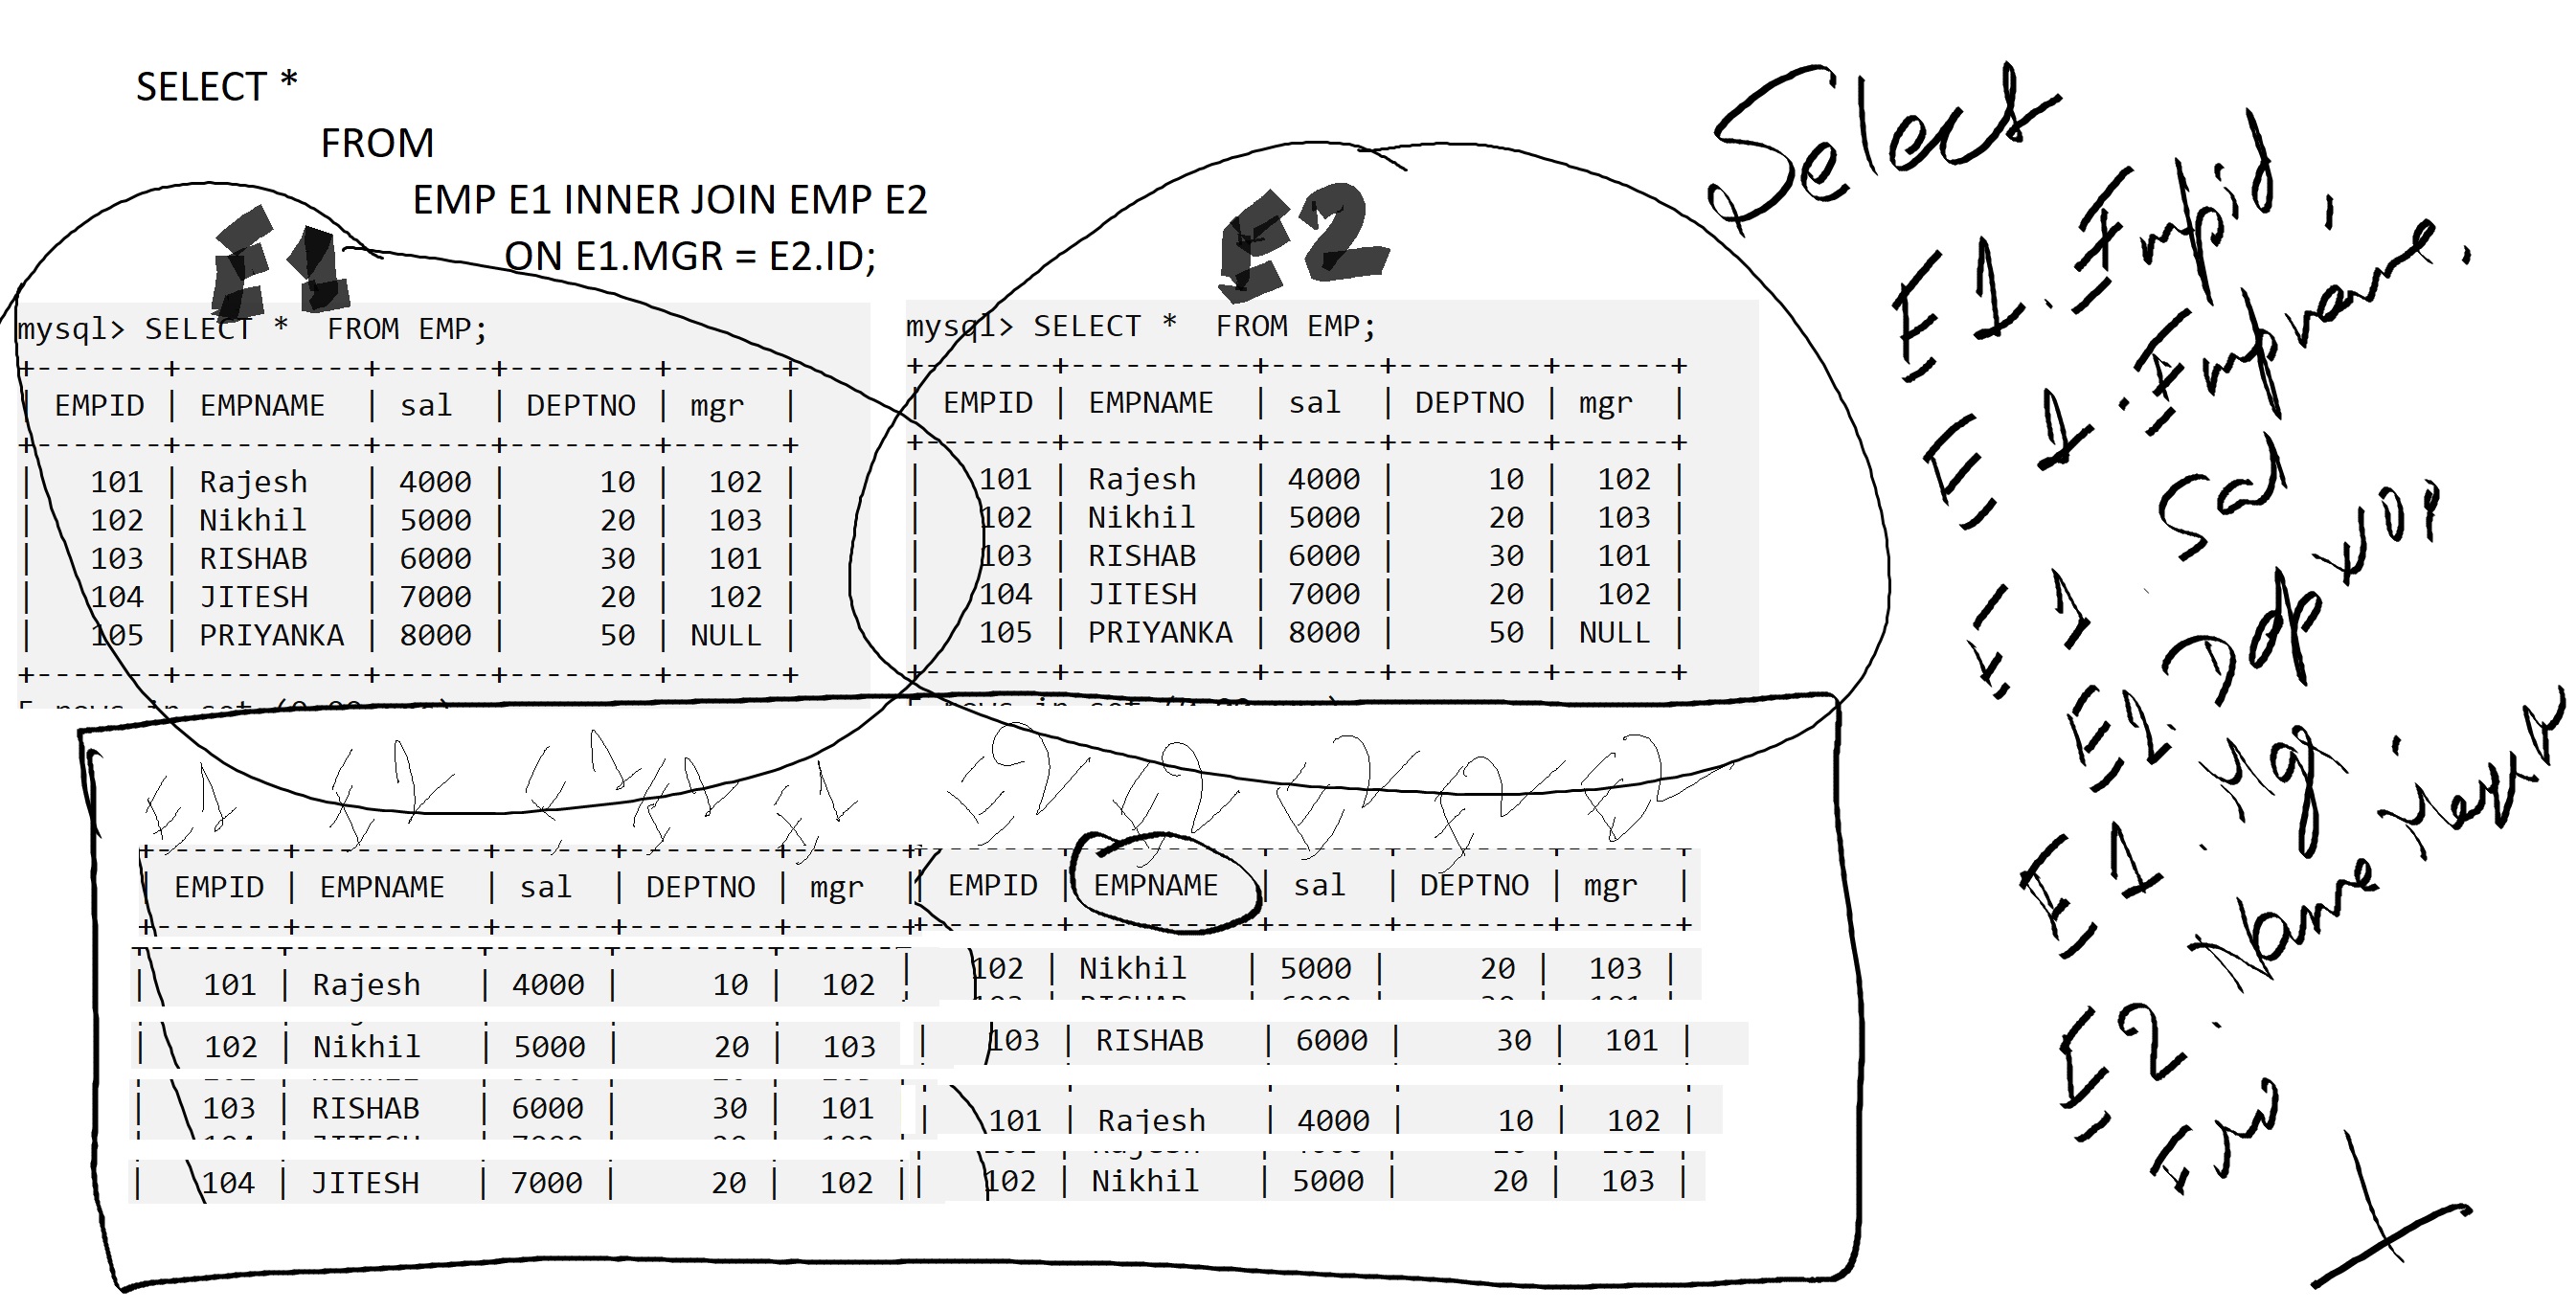 SELECT *
FROM
EMP E1 INNER JOIN EMP E2
ON E1.MGR = E2.ID;
E1
E2
mysql> SELECT *  FROM EMP;
+-------+----------+------+--------+------+
| EMPID | EMPNAME  | sal  | DEPTNO | mgr  |
+-------+----------+------+--------+------+
|   101 | Rajesh   | 4000 |     10 |  102 |
|   102 | Nikhil   | 5000 |     20 |  103 |
|   103 | RISHAB   | 6000 |     30 |  101 |
|   104 | JITESH   | 7000 |     20 |  102 |
|   105 | PRIYANKA | 8000 |     50 | NULL |
+-------+----------+------+--------+------+
mysql> SELECT *  FROM EMP;
+-------+----------+------+--------+------+
| EMPID | EMPNAME  | sal  | DEPTNO | mgr  |
+-------+----------+------+--------+------+
|   101 | Rajesh   | 4000 |     10 |  102 |
|   102 | Nikhil   | 5000 |     20 |  103 |
|   103 | RISHAB   | 6000 |     30 |  101 |
|   104 | JITESH   | 7000 |     20 |  102 |
|   105 | PRIYANKA | 8000 |     50 | NULL |
+-------+----------+------+--------+------+
E1 E1 E1 E1 E1 E2 E2 E2 E2 E2
| EMPID | EMPNAME  | sal  | DEPTNO | mgr  | EMPID | EMPNAME  | sal  | DEPTNO | mgr  |
|   101 | Rajesh   | 4000 |     10 |  102 |   102 | Nikhil   | 5000 |     20 |  103 |
|   102 | Nikhil   | 5000 |     20 |  103 |   103 | RISHAB   | 6000 |     30 |  101 |
|   103 | RISHAB   | 6000 |     30 |  101 |   101 | Rajesh   | 4000 |     10 |  102 |
|   104 | JITESH   | 7000 |     20 |  102 |   102 | Nikhil   | 5000 |     20 |  103 |
Select
E1.Empid,
E1.Empname.
E1. Sal
E2.
E1. Mgr.
E2. Name